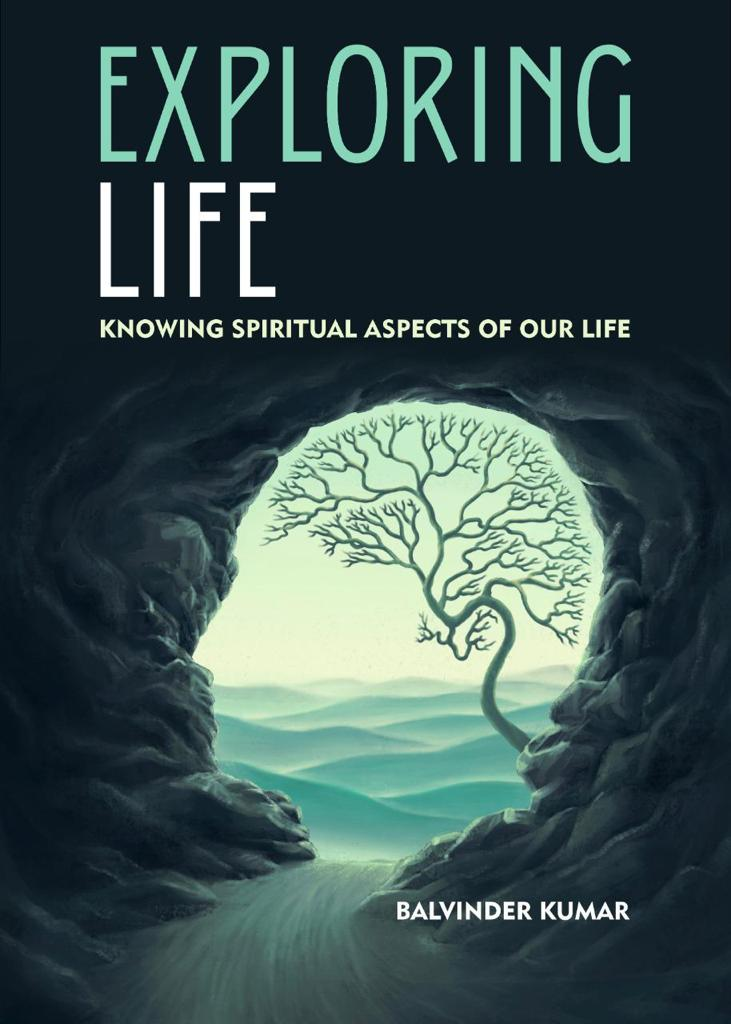 EXPLORING
LIFE
KNOWING SPIRITUAL ASPECTS OF OUR LIFE
BALVINDER KUMAR